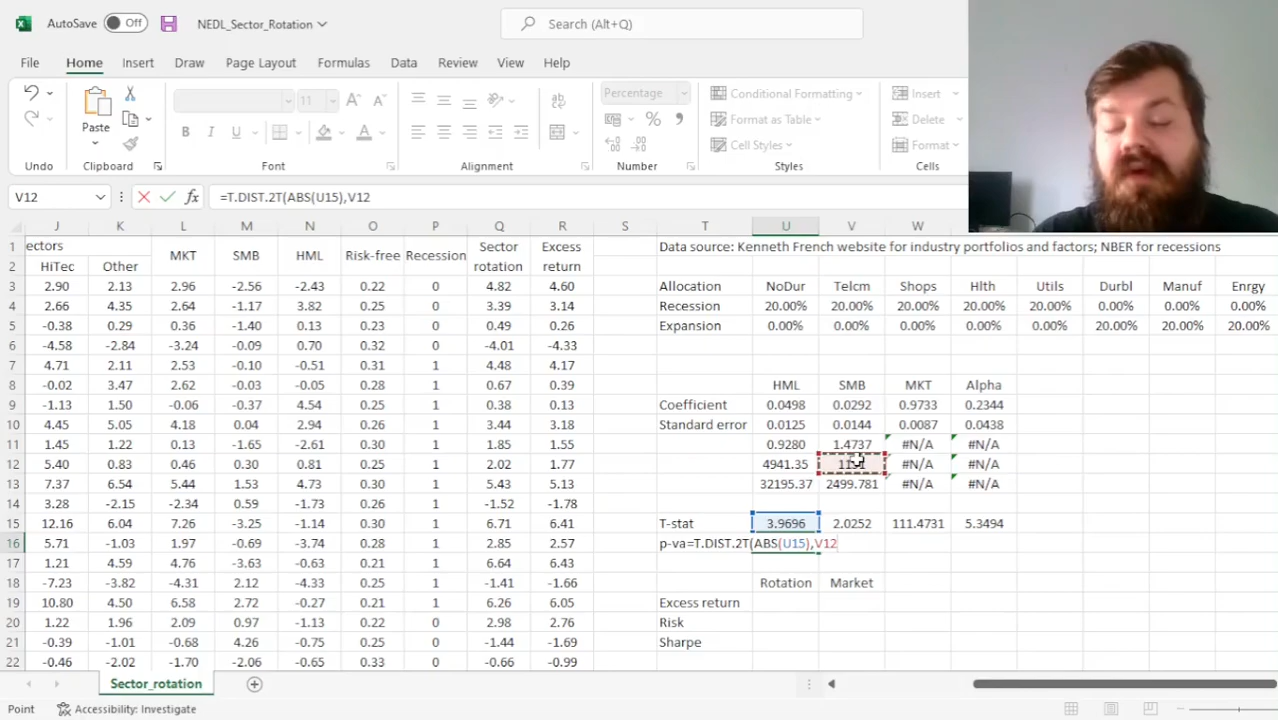 AutoSave Off NEDL_Sector_Rotation Search (Alt+Q)
File Home Insert Draw Page Layout Formulas Data Review View Help
Paste 11 A A Percentage Conditional Formatting Insert
B I U A % , Format as Table Delete
Cell Styles Format
Undo Clipboard Font Alignment Number Styles Cells
V12 fx =T.DIST.2T(ABS(U15),V12
J K L M N O P Q R S T U V W X Y Z AA
1 ectors MKT SMB HML Risk-free Recession Sector Excess Data source: Kenneth French website for industry portfolios and factors; NBER for recessions
2 HiTec Other rotation return
3 2.90 2.13 2.96 -2.56 -2.43 0.22 0 4.82 4.60 Allocation NoDur Telcm Shops Hlth Utils Durbl Manuf Enrgy
4 2.66 4.35 2.64 -1.17 3.82 0.25 0 3.39 3.14 Recession 20.00% 20.00% 20.00% 20.00% 20.00% 0.00% 0.00% 0.00%
5 -0.38 0.29 0.36 -1.40 0.13 0.23 0 0.49 0.26 Expansion 0.00% 0.00% 0.00% 0.00% 0.00% 20.00% 20.00% 20.00%
6 -4.58 -2.84 -3.24 -0.09 0.70 0.32 0 -4.01 -4.33
7 4.71 2.11 2.53 -0.10 -0.51 0.31 1 4.48 4.17
8 -0.02 3.47 2.62 -0.03 -0.05 0.28 1 0.67 0.39 HML SMB MKT Alpha
9 -1.13 1.50 -0.06 -0.37 4.54 0.25 1 0.38 0.13 Coefficient 0.0498 0.0292 0.9733 0.2344
10 4.45 5.05 4.48 0.04 2.94 0.26 1 3.44 3.18 Standard error 0.0125 0.0144 0.0087 0.0438
11 1.45 1.22 0.13 -1.65 -2.61 0.30 1 1.85 1.55 0.9280 1.4737 #N/A #N/A
12 5.40 0.83 0.46 0.30 0.81 0.25 1 2.02 1.77 4941.35 #N/A #N/A
13 7.37 6.54 5.44 1.55 4.73 0.30 1 5.43 5.13 32195.37 2499.781 #N/A #N/A
14 3.28 -2.15 -2.34 0.59 -1.73 0.26 1 -1.52 -1.78
15 12.16 6.04 7.26 -3.25 -1.14 0.30 1 6.71 6.41 T-stat 3.9696 2.0252 111.4731 5.3494
16 5.71 -1.03 1.97 -0.69 -3.74 0.28 1 2.85 2.57 p-va=T.DIST.2T(ABS(U15),V12
17 1.21 4.59 4.76 -3.63 -0.63 0.21 1 6.64 6.43
18 -7.23 -3.82 -4.31 2.12 -4.33 0.25 1 -1.41 -1.66 Rotation Market
19 10.80 4.50 6.58 2.72 -0.27 0.21 1 6.26 6.05 Excess return
20 1.22 1.96 2.09 0.97 -1.13 0.22 0 2.98 2.76 Risk
21 -0.39 -1.01 -0.68 4.26 -0.75 0.25 0 -1.44 -1.69 Sharpe
22 -0.46 -2.02 -1.70 -2.06 -0.65 0.33 0 -0.66 -0.99
Sector_rotation
Point Accessibility: Investigate